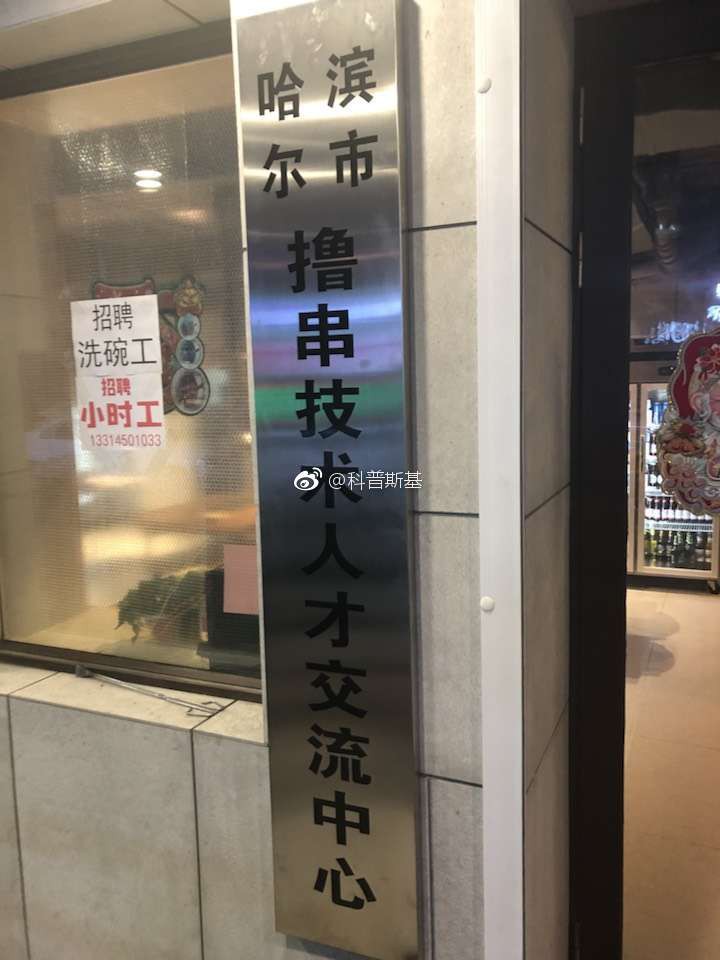 哈尔滨市
撸串技术人才交流中心
招聘
洗碗工
招聘
小时工
13314501033
@科普斯基